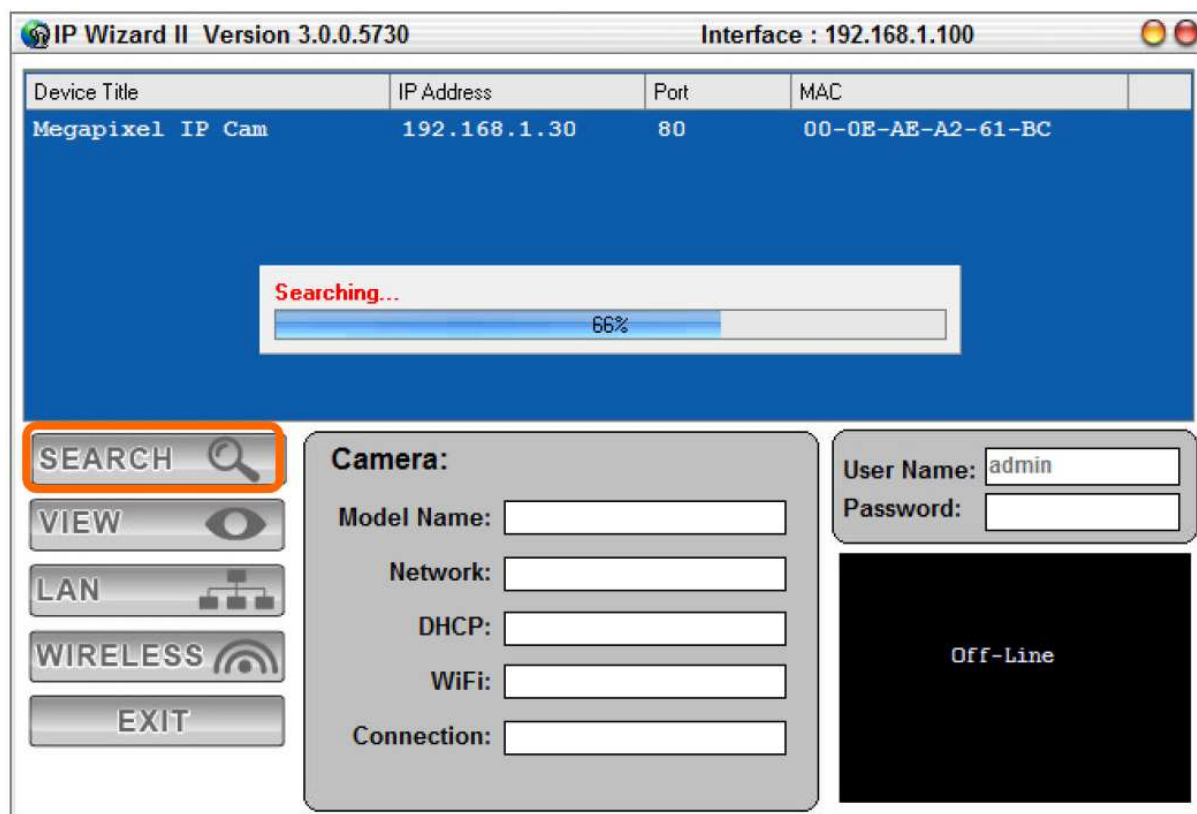 IP Wizard II Version 3.0.0.5730 Interface : 192.168.1.100
Device Title IP Address Port MAC
Megapixel IP Cam 192.168.1.30 80 00-0E-AE-A2-61-BC
Searching...
66%
SEARCH
VIEW
LAN
WIRELESS
EXIT
Camera:
Model Name:
Network:
DHCP:
WiFi:
Connection:
User Name: admin
Password:
Off-Line